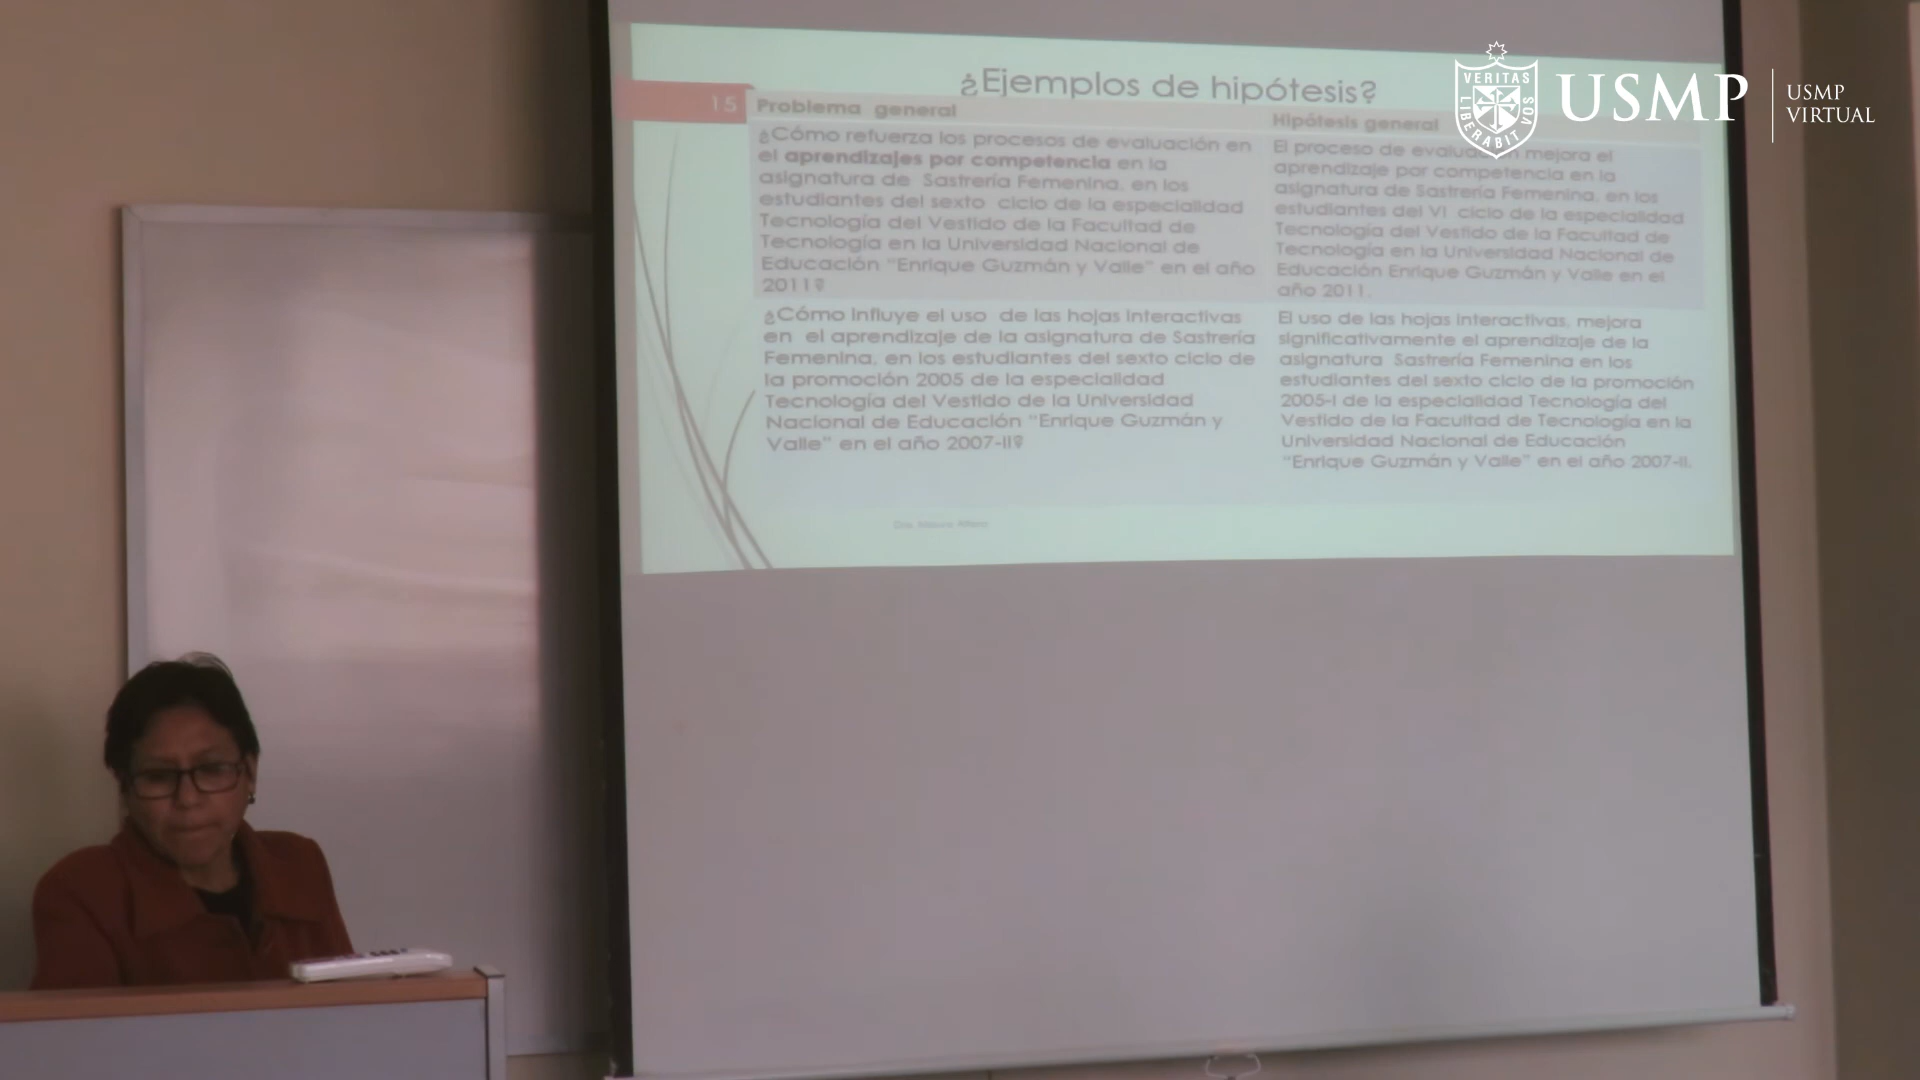 ¿Ejemplos de hipótesis?
15
Problema general
¿Cómo refuerza los procesos de evaluación en
el aprendizajes por competencia en la
asignatura de Sastrería Femenina, en los
estudiantes del sexto ciclo de la especialidad
Tecnología del Vestido de la Facultad de
Tecnología en la Universidad Nacional de
Educación "Enrique Guzmán y Valle" en el año
2011?
Hipótesis general
El proceso de evaluación mejora el
aprendizaje por competencia en la
asignatura de Sastrería Femenina, en los
estudiantes del VI ciclo de la especialidad
Tecnología del Vestido de la Facultad de
Tecnología en la Universidad Nacional de
Educación Enrique Guzmán y Valle en el
año 2011.
¿Cómo influye el uso de las hojas interactivas
en el aprendizaje de la asignatura de Sastrería
Femenina, en los estudiantes del sexto ciclo de
la promoción 2005 de la especialidad
Tecnología del Vestido de la Universidad
Nacional de Educación "Enrique Guzmán y
Valle" en el año 2007-II?
El uso de las hojas interactivas, mejora
significativamente el aprendizaje de la
asignatura Sastrería Femenina en los
estudiantes del sexto ciclo de la promoción
2005-I de la especialidad Tecnología del
Vestido de la Facultad de Tecnología en la
Universidad Nacional de Educación
"Enrique Guzmán y Valle" en el año 2007-II.
VERITAS
LIBERABIT VOS
USMP
USMP
VIRTUAL